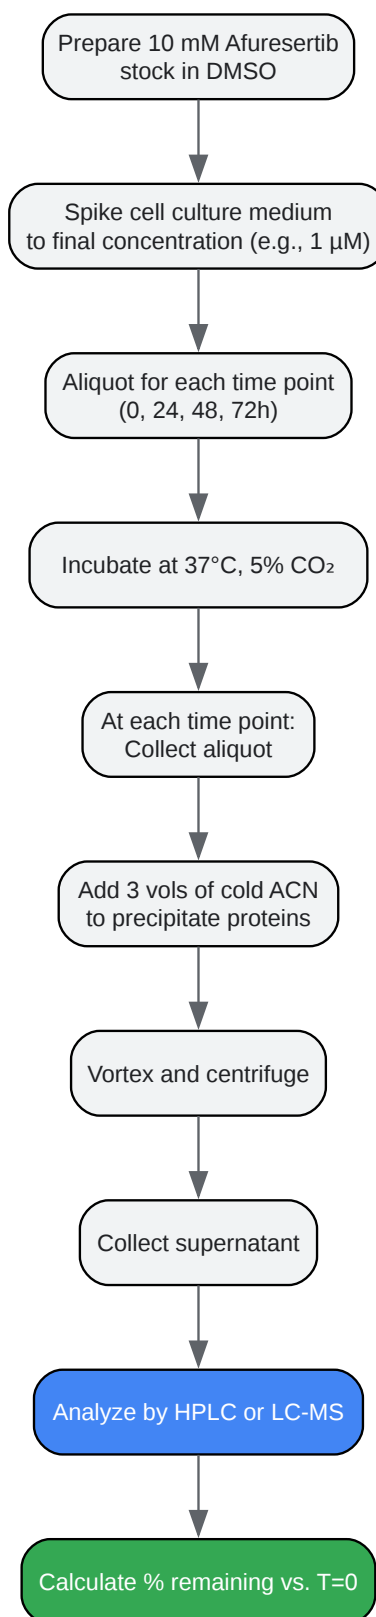 Prepare 10 mM Afuresertib
stock in DMSO
Spike cell culture medium
to final concentration (e.g., 1 µM)
Aliquot for each time point
(0, 24, 48, 72h)
Incubate at 37°C, 5% CO₂
At each time point:
Collect aliquot
Add 3 vols of cold ACN
to precipitate proteins
Vortex and centrifuge
Collect supernatant
Analyze by HPLC or LC-MS
Calculate % remaining vs. T=0